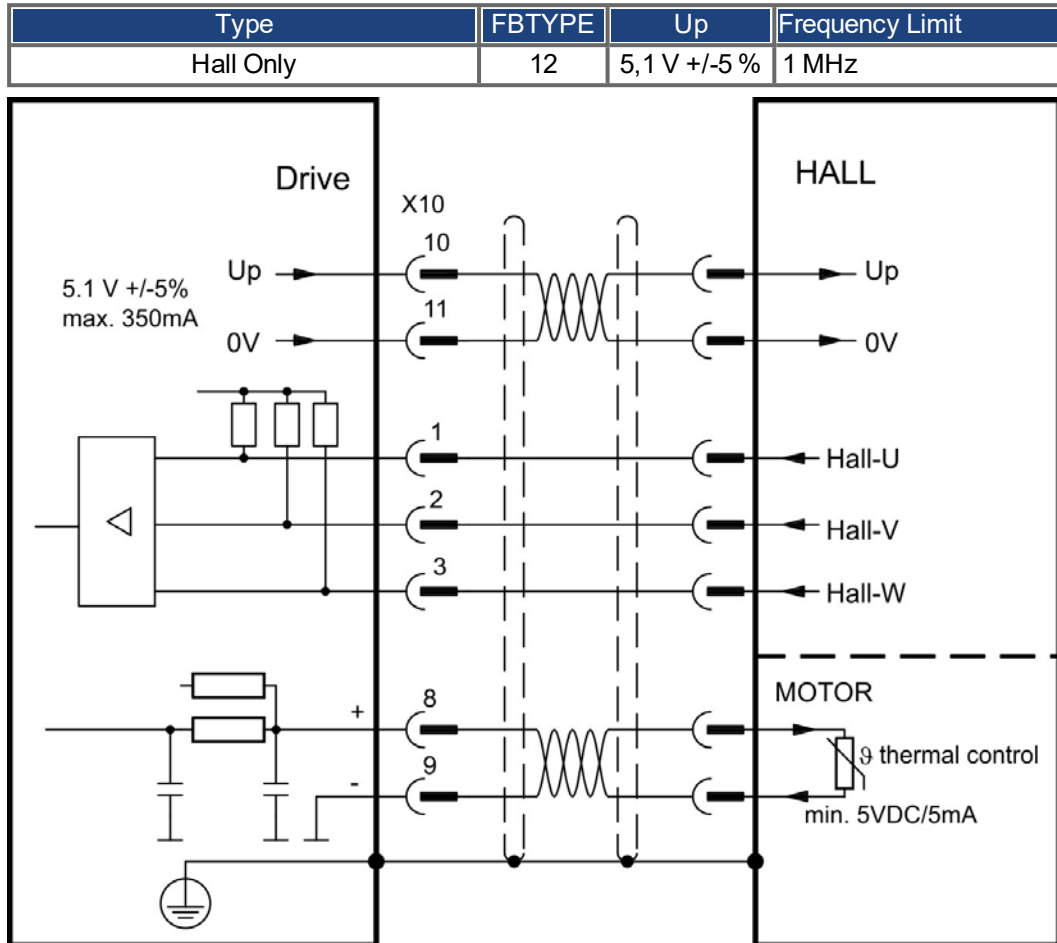 Type FBTYPE Up Frequency Limit
Hall Only 12 5,1 V +/-5 % 1 MHz
Drive
X10
HALL
10
Up
Up
5.1 V +/-5%
max. 350mA
11
0V
0V
1
Hall-U
2
Hall-V
3
Hall-W
MOTOR
+
8
ϑ thermal control
-
9
min. 5VDC/5mA